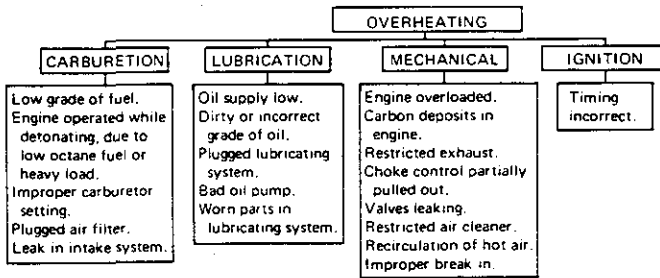 OVERHEATING
CARBURETION
Low grade of fuel.
Engine operated while
detonating, due to
low octane fuel or
heavy load.
Improper carburetor
setting.
Plugged air filter.
Leak in intake system.
LUBRICATION
Oil supply low.
Dirty or incorrect
grade of oil.
Plugged lubricating
system.
Bad oil pump.
Worn parts in
lubricating system.
MECHANICAL
Engine overloaded.
Carbon deposits in
engine.
Restricted exhaust.
Choke control partially
pulled out.
Valves leaking.
Restricted air cleaner.
Recirculation of hot air.
Improper break in.
IGNITION
Timing
incorrect.